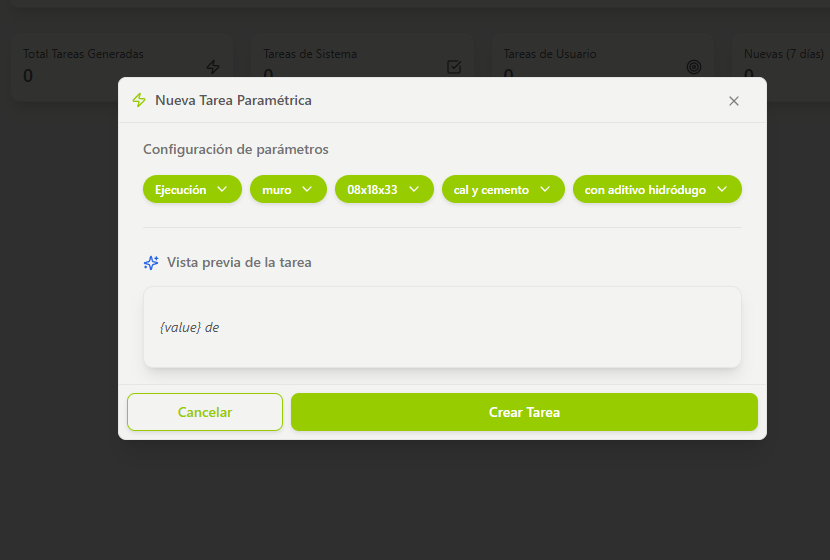 Total Tareas Generadas
0
Tareas de Sistema
0
Tareas de Usuario
0
Nuevas (7 días)
0
Nueva Tarea Paramétrica
Configuración de parámetros
Ejecución
muro
08x18x33
cal y cemento
con aditivo hidródugo
Vista previa de la tarea
{value} de
Cancelar
Crear Tarea